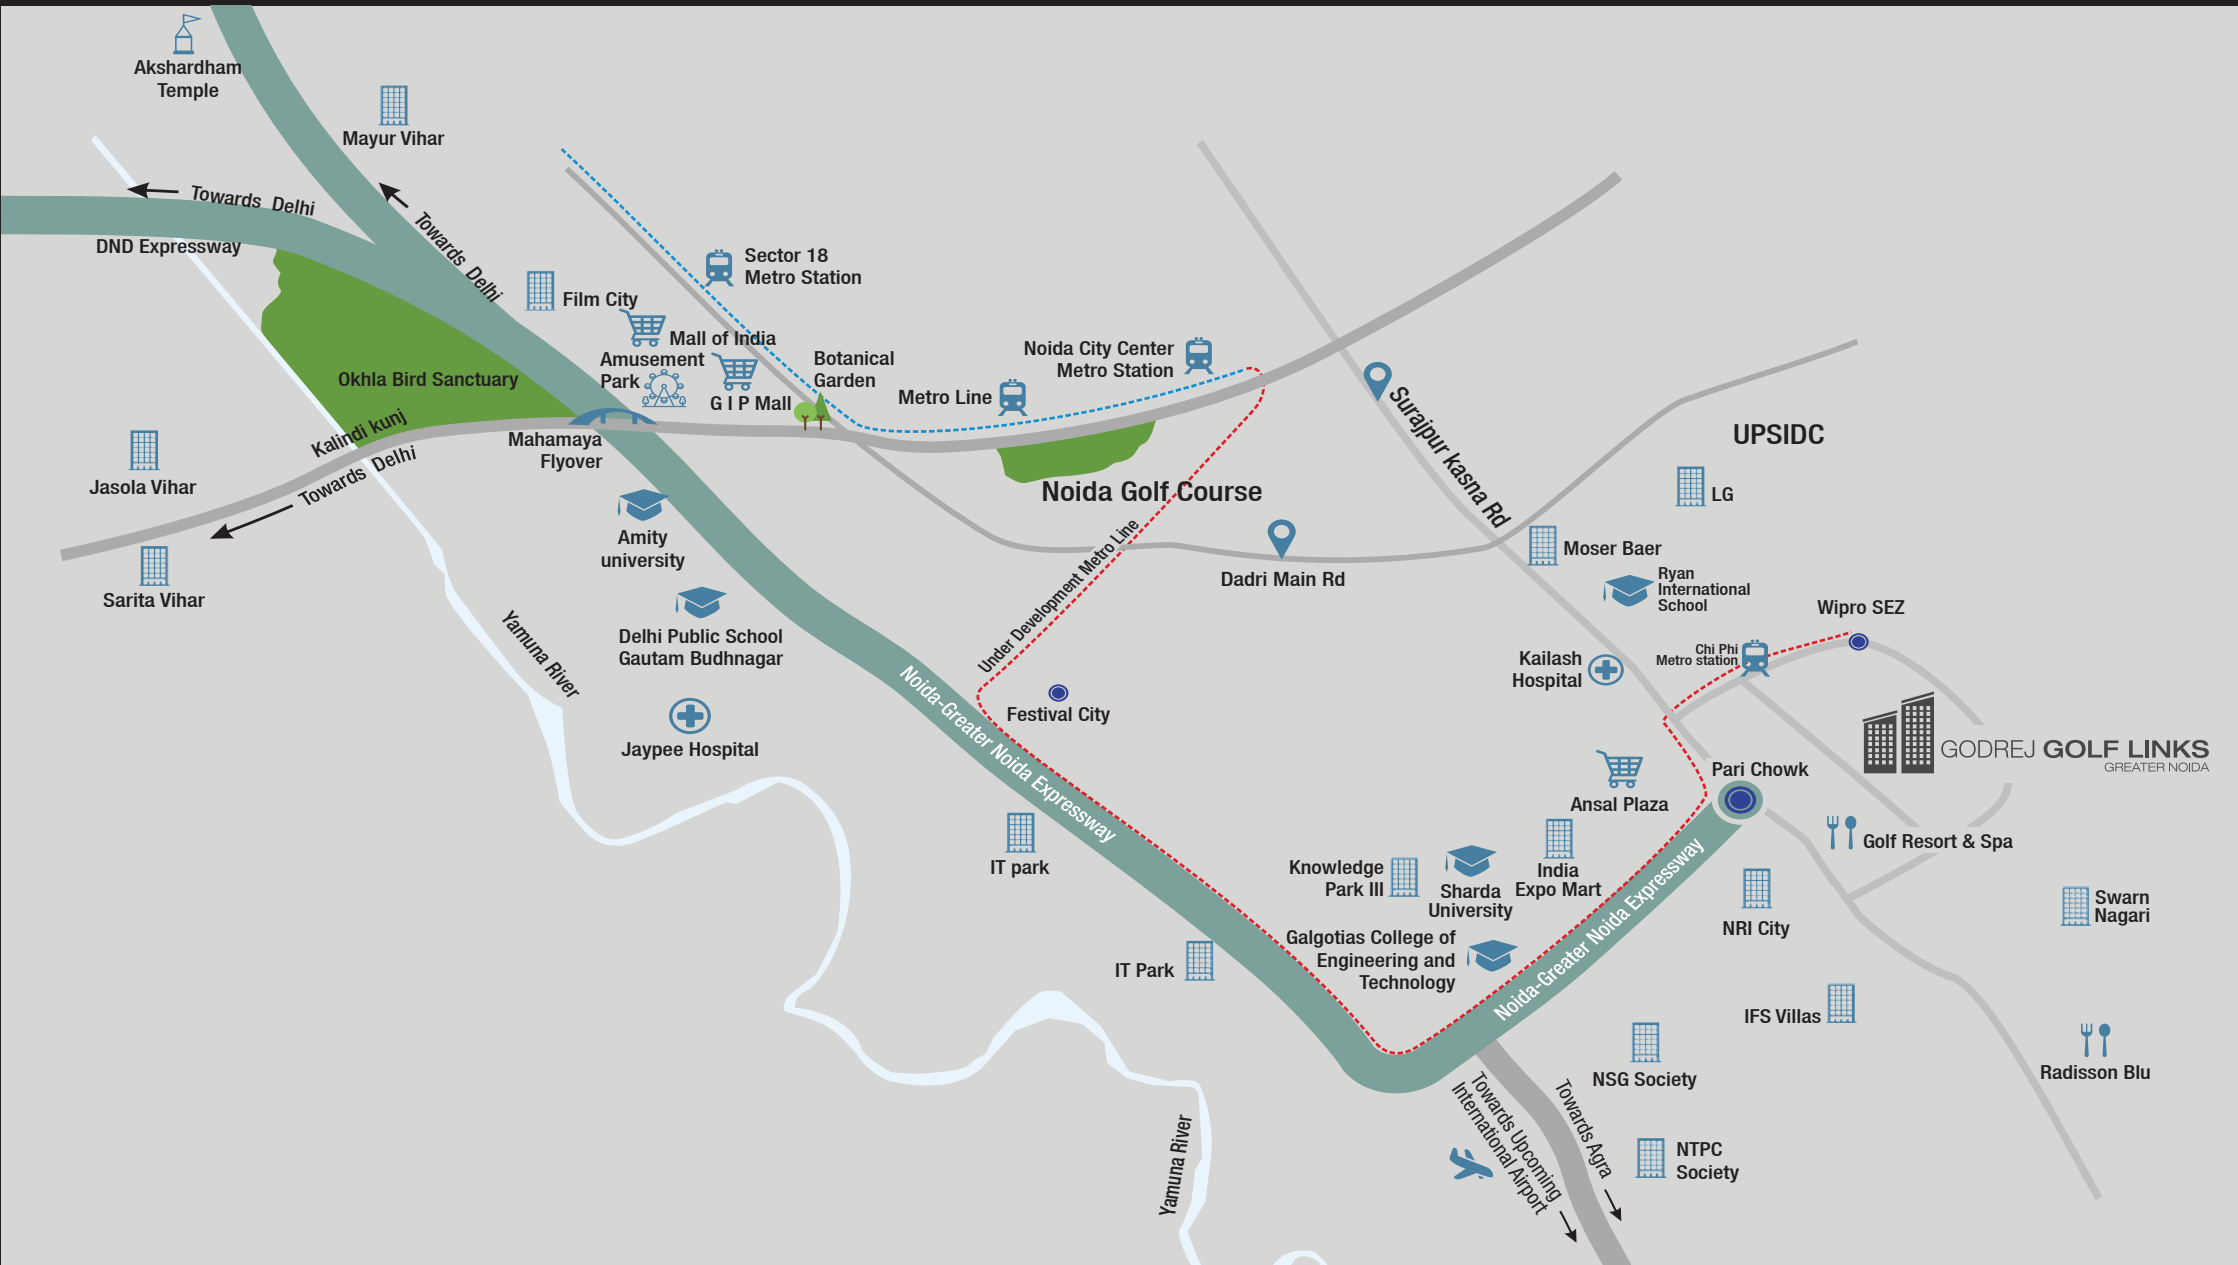 Akshardham
Temple
Mayur Vihar
Towards Delhi
DND Expressway
Towards Delhi
Sector 18
Metro Station
Film City
Mall of India
Amusement
Park
G I P Mall
Botanical
Garden
Metro Line
Noida City Center
Metro Station
Okhla Bird Sanctuary
Kalindi kunj
Towards Delhi
Mahamaya
Flyover
Jasola Vihar
Sarita Vihar
Amity
university
Delhi Public School
Gautam Budhnagar
Jaypee Hospital
Yamuna River
Noida Golf Course
Under Development Metro Line
Dadri Main Rd
Surajpur Kasna Rd
UPSIDC
LG
Moser Baer
Ryan
International
School
Wipro SEZ
Chi Phi
Metro station
Kailash
Hospital
Festival City
Noida-Greater Noida Expressway
GODREJ GOLF LINKS
GREATER NOIDA
Pari Chowk
Ansal Plaza
Golf Resort & Spa
IT park
Knowledge
Park III
Sharda
University
India
Expo Mart
Noida-Greater Noida Expressway
Galgotias College of
Engineering and
Technology
IT Park
NRI City
Swarn
Nagari
IFS Villas
Radisson Blu
NSG Society
NTPC
Society
Towards Upcoming
International Airport
Towards Agra
Yamuna River